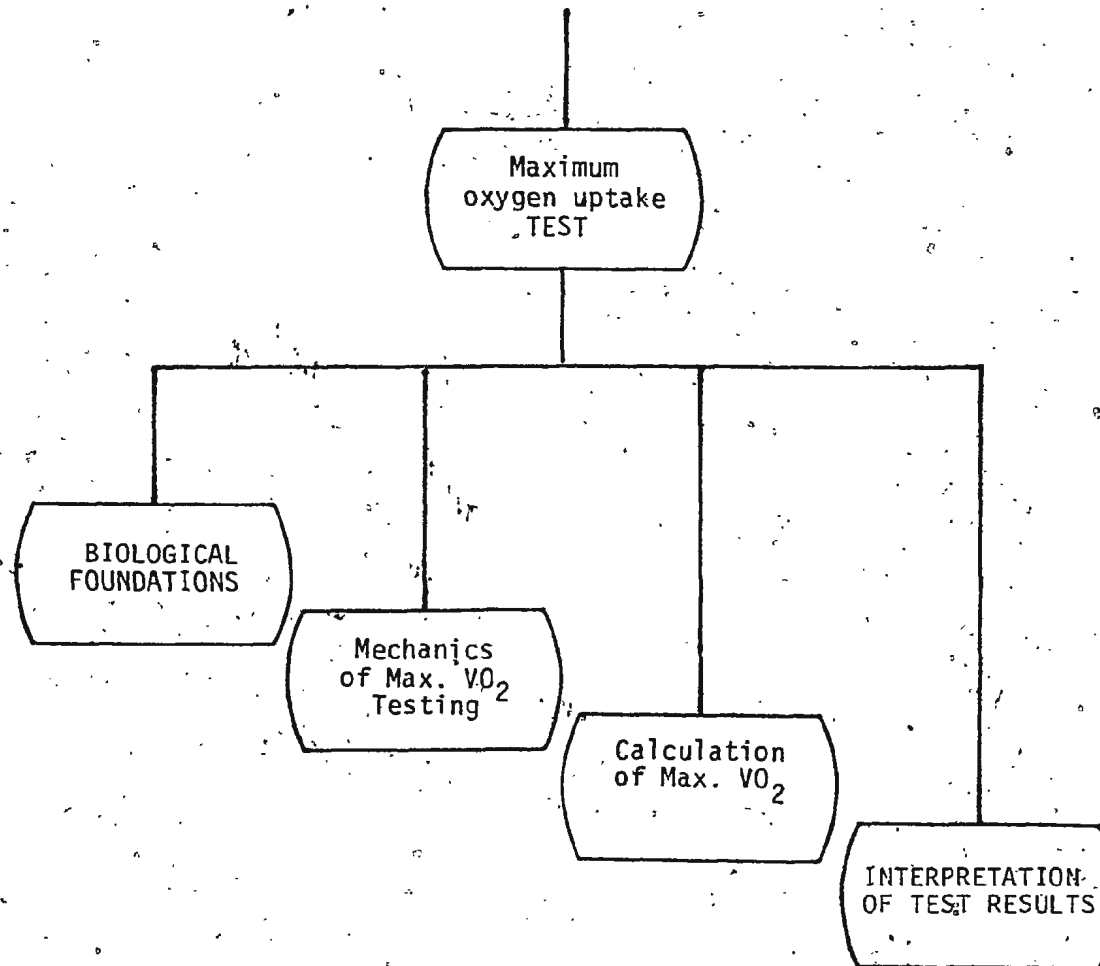 Maximum
oxygen uptake
TEST
BIOLOGICAL
FOUNDATIONS
Mechanics
of Max. VO2
Testing
Calculation
of Max. VO2
INTERPRETATION
OF TEST RESULTS